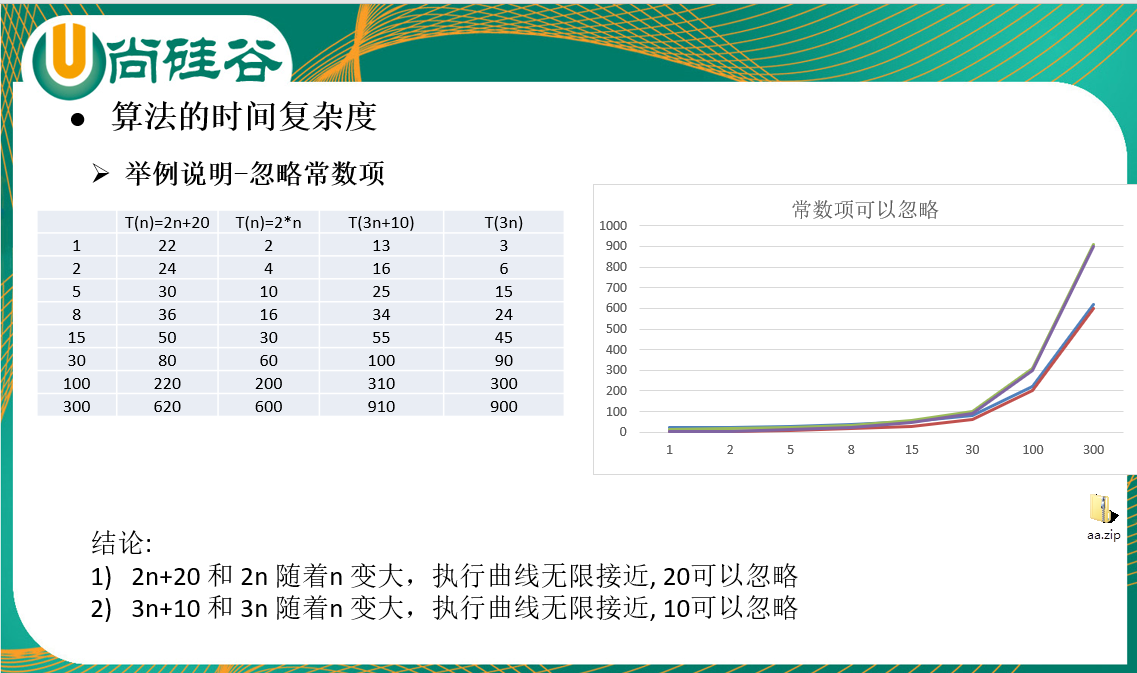 尚硅谷
● 算法的时间复杂度
➢ 举例说明-忽略常数项
T(n)=2n+20 T(n)=2*n T(3n+10) T(3n)
1 22 2 13 3
2 24 4 16 6
5 30 10 25 15
8 36 16 34 24
15 50 30 55 45
30 80 60 100 90
100 220 200 310 300
300 620 600 910 900
常数项可以忽略
1000
900
800
700
600
500
400
300
200
100
0
1 2 5 8 15 30 100 300
aa.zip
结论:
1) 2n+20 和 2n 随着n 变大，执行曲线无限接近, 20可以忽略
2) 3n+10 和 3n 随着n 变大，执行曲线无限接近, 10可以忽略